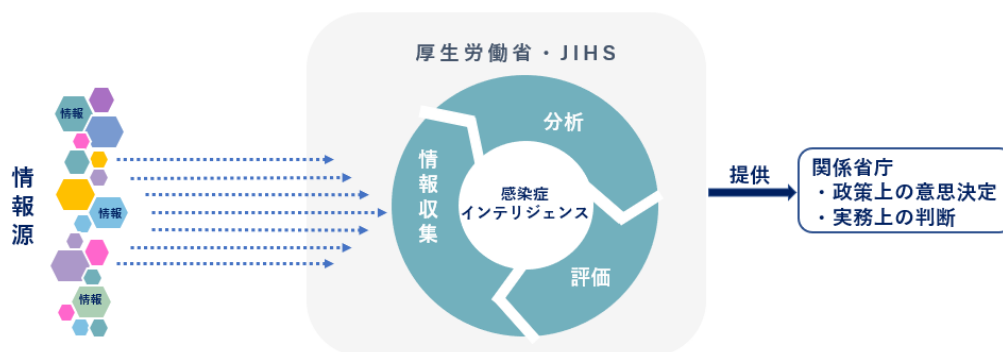 厚生労働省・JIHS
情報
情報
情報
情報源
情報収集
分析
評価
感染症
インテリジェンス
提供
関係省庁
・政策上の意思決定
・実務上の判断